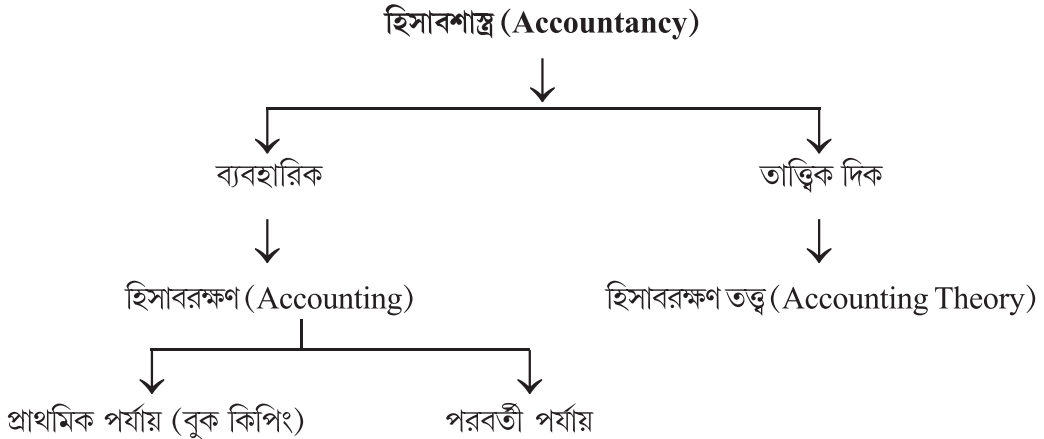 হিসাবশাস্ত্র (Accountancy)
ব্যবহারিক
তাত্ত্বিক দিক
হিসাবরক্ষণ (Accounting)
হিসাবরক্ষণ তত্ত্ব (Accounting Theory)
প্রাথমিক পর্যায় (বুক কিপিং)
পরবর্তী পর্যায়